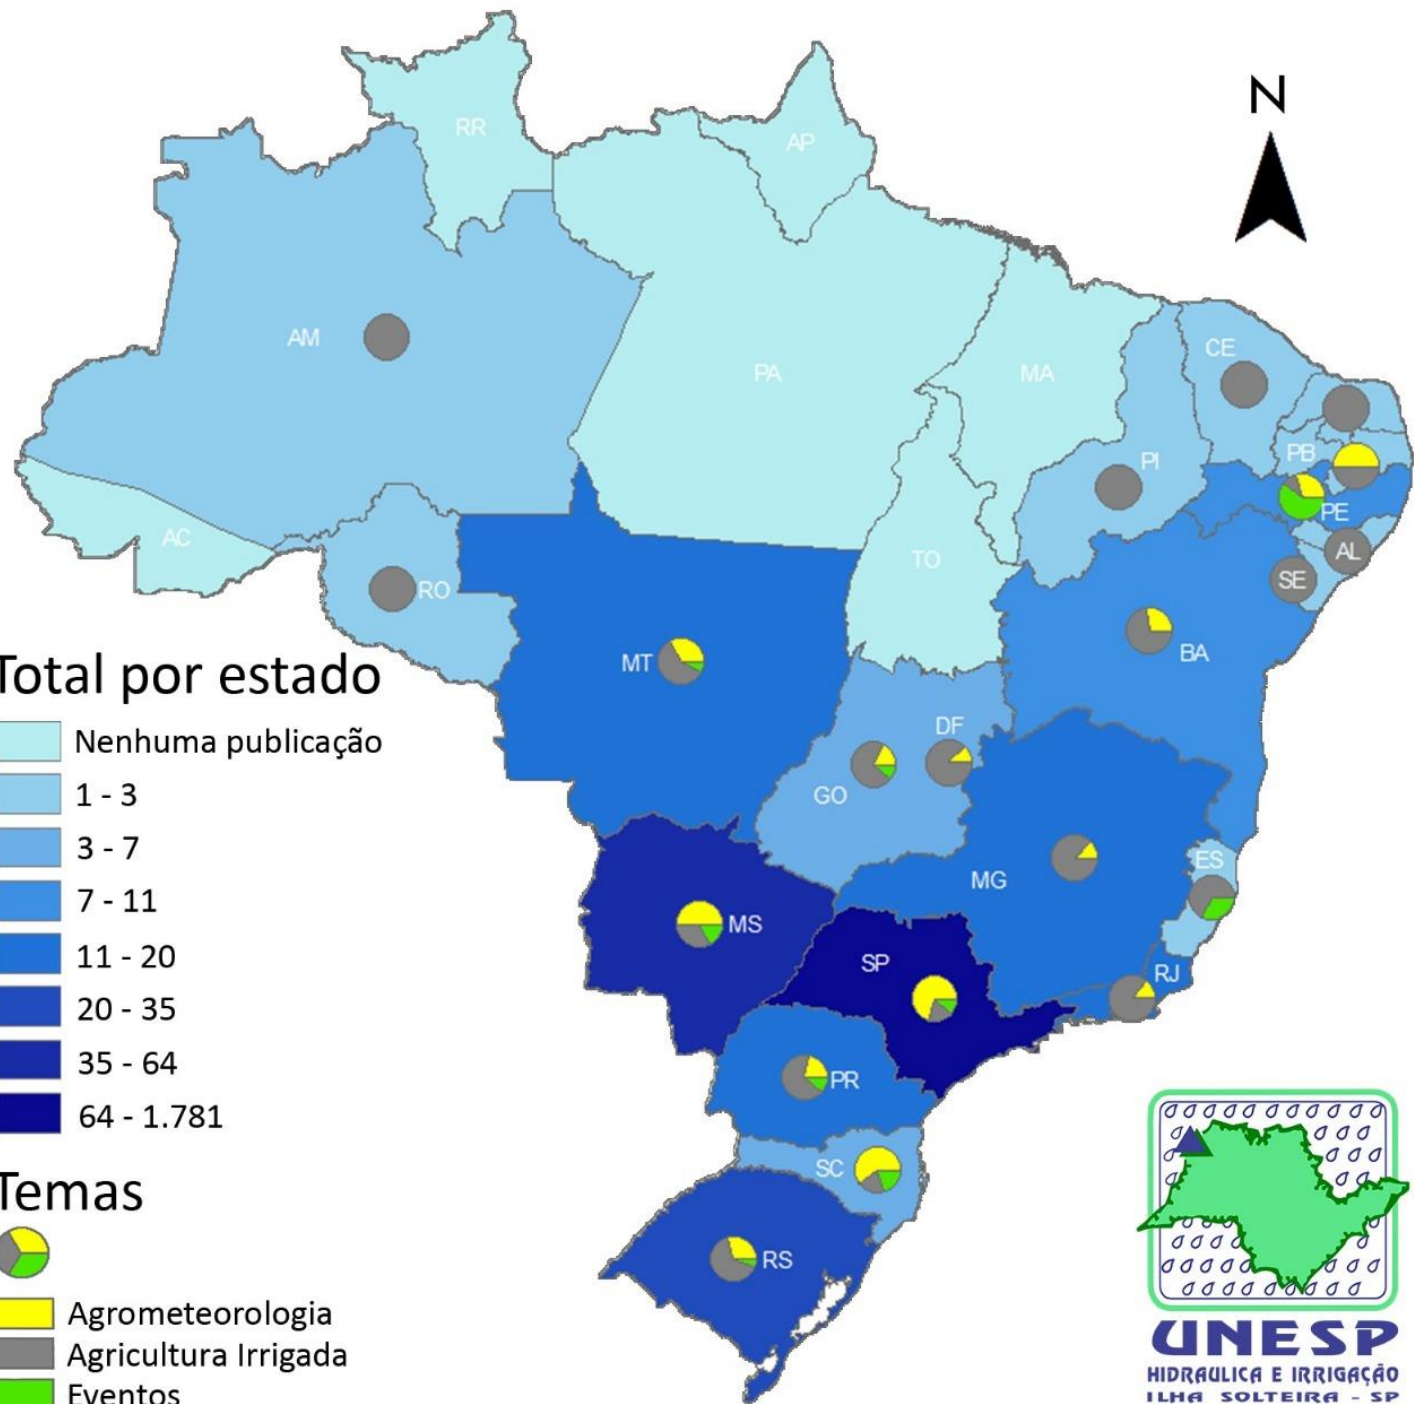 N
RR
AP
AM
PA
MA
CE
PI
PB
PE
AC
TO
AL
SE
RO
MT
BA
DF
GO
MG
ES
MS
SP
RJ
PR
SC
RS
Total por estado
Nenhuma publicação
1 - 3
3 - 7
7 - 11
11 - 20
20 - 35
35 - 64
64 - 1.781
Temas
Agrometeorologia
Agricultura Irrigada
Eventos
UNESP
HIDRAULICA E IRRIGAÇÃO
ILHA SOLTEIRA - SP